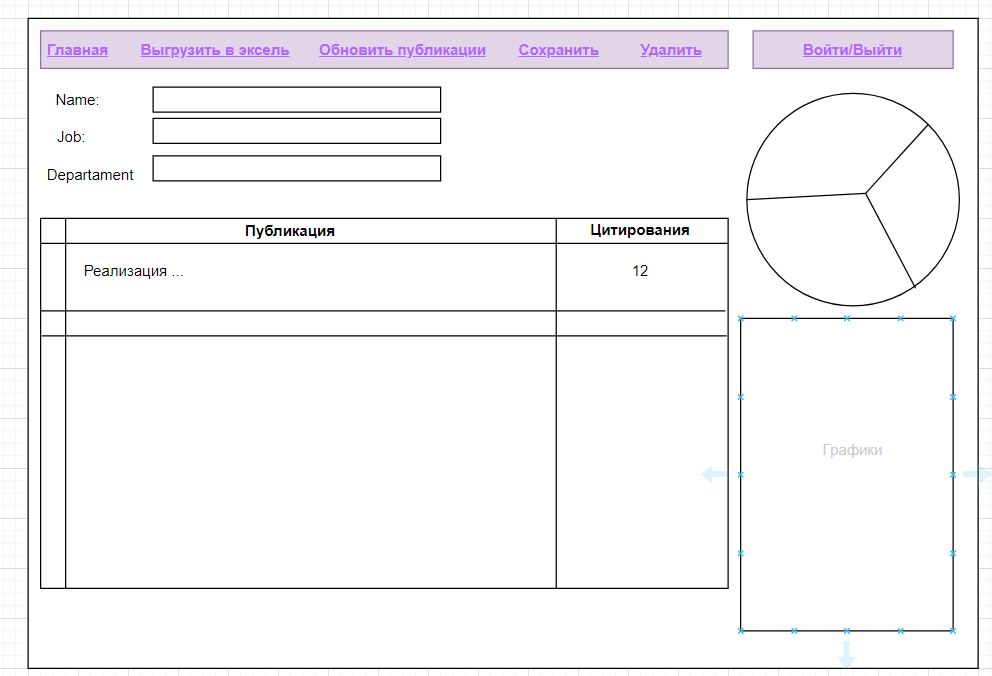 Главная Выгрузить в эксель Обновить публикации Сохранить Удалить Войти/Выйти
Name:
Job:
Departament
Публикация Цитирования
Реализация ... 12
Графики